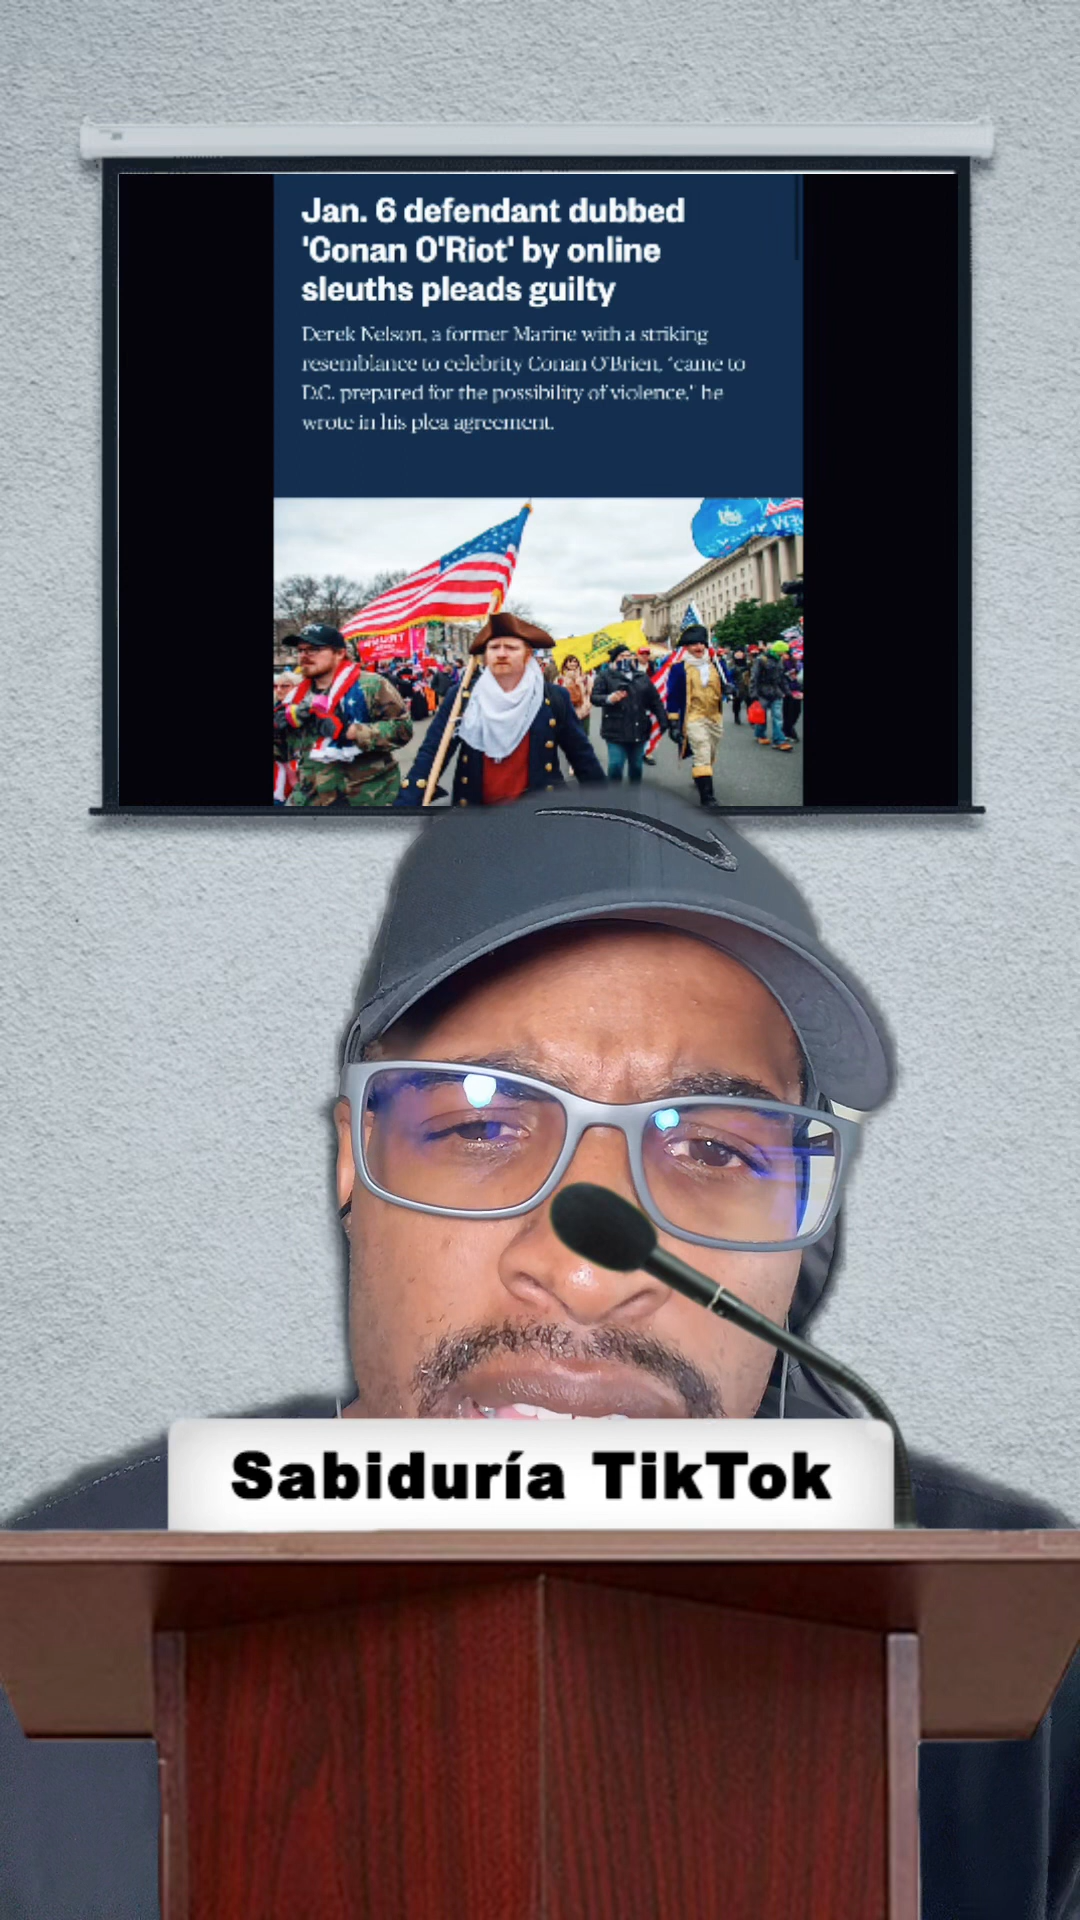 Jan. 6 defendant dubbed
'Conan O'Riot' by online
sleuths pleads guilty
Derek Nelson, a former Marine with a striking
resemblance to celebrity Conan O'Brien, "came to
D.C. prepared for the possibility of violence," he
wrote in his plea agreement.
Sabiduría TikTok